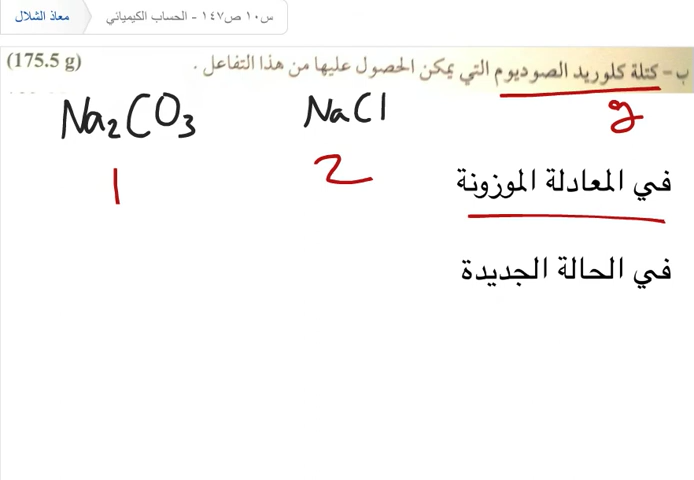 س١٠ ص١٤٧ - الحساب الكيميائي معاذ الشلال
ب- كتلة كلوريد الصوديوم التي يمكن الحصول عليها من هذا التفاعل . (175.5 g)
Na₂CO₃ NaCl g
1 2 في المعادلة الموزونة
في الحالة الجديدة